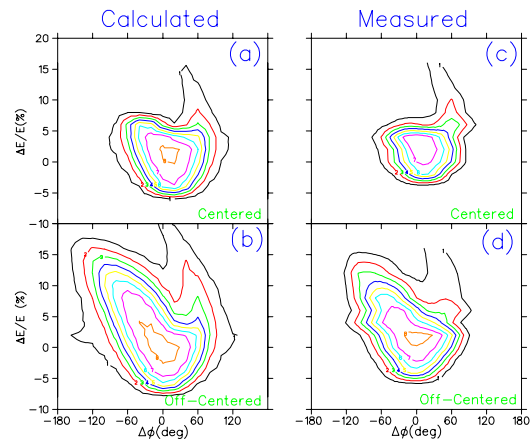 Calculated
Measured
20
(a)
(c)
15
ΔE/E(%)
10
5
0
-5
Centered
Centered
-10
20
(b)
(d)
15
10
ΔE/E (%)
5
0
-5
Off-Centered
Off-Centered
-10
-180 -120 -60 0 60 120 -180 -120 -60 0 60 120 180
Δϕ(deg)
Δϕ(deg)